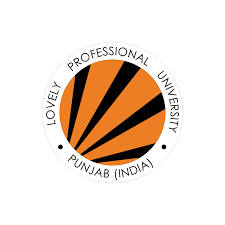 LOVELY PROFESSIONAL UNIVERSITY
• PUNJAB (INDIA) •